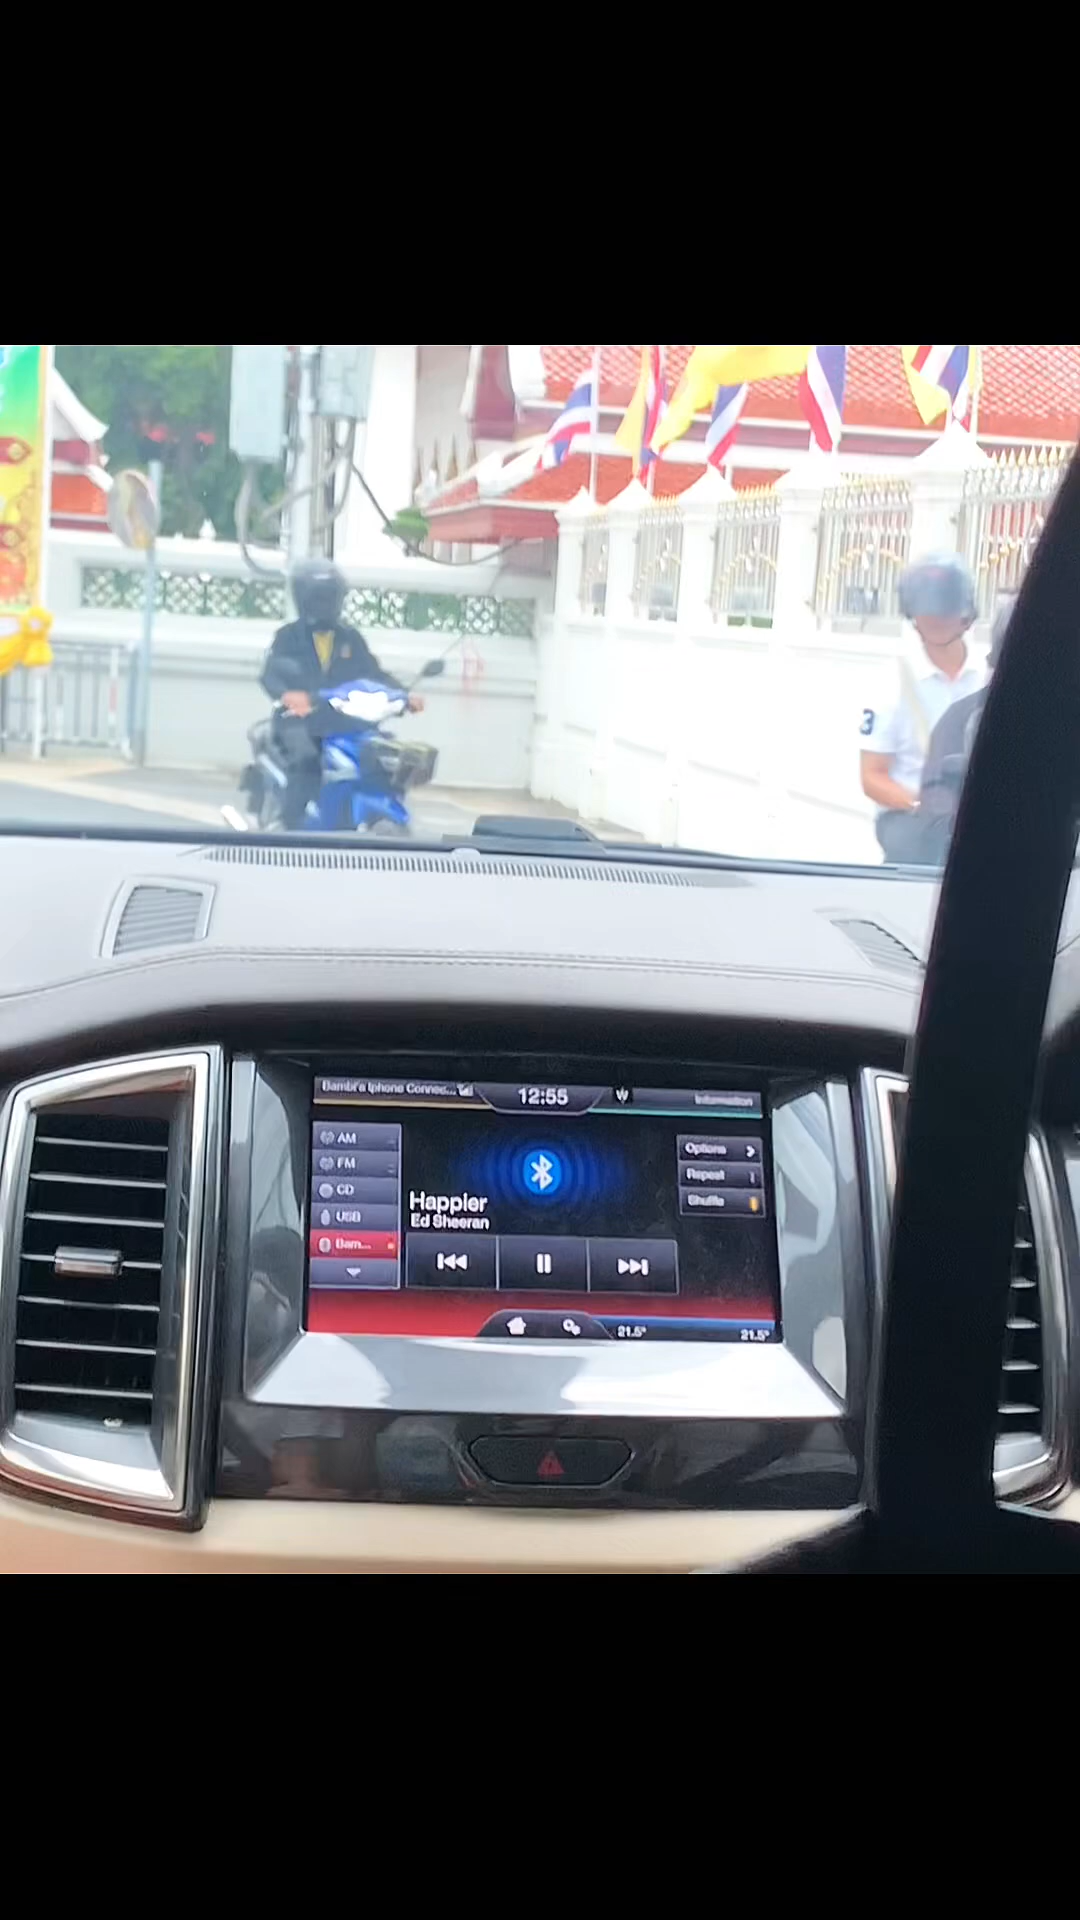 3
Bambi's Iphone Connec...
12:55
Information
AM
FM
CD
USB
Bam...
Happier
Ed Sheeran
Options
Repeat
Shuffle
21.5°
21.5°